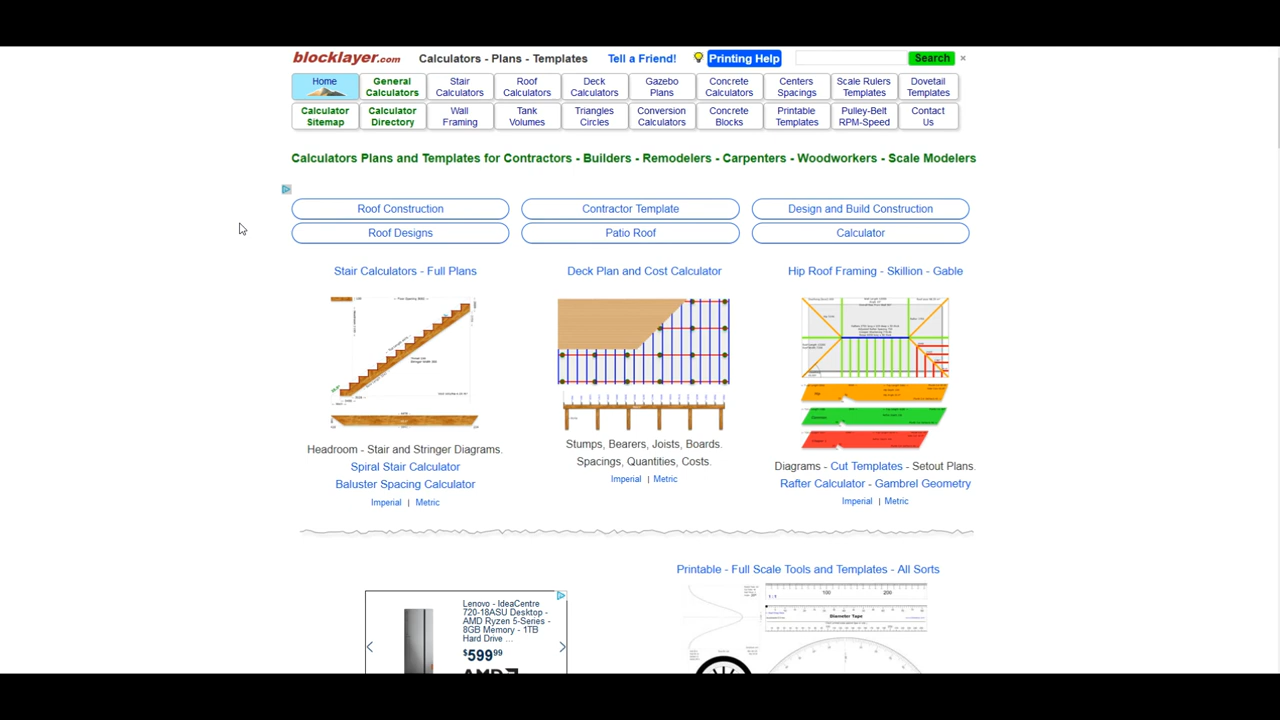 blocklayer.com Calculators - Plans - Templates Tell a Friend! Printing Help Search ×
Home General Calculators Stair Calculators Roof Calculators Deck Calculators Gazebo Plans Concrete Calculators Centers Spacings Scale Rulers Templates Dovetail Templates
Calculator Sitemap Calculator Directory Wall Framing Tank Volumes Triangles Circles Conversion Calculators Concrete Blocks Printable Templates Pulley-Belt RPM-Speed Contact Us
Calculators Plans and Templates for Contractors - Builders - Remodelers - Carpenters - Woodworkers - Scale Modelers
Roof Construction Contractor Template Design and Build Construction
Roof Designs Patio Roof Calculator
Stair Calculators - Full Plans
Headroom - Stair and Stringer Diagrams.
Spiral Stair Calculator
Baluster Spacing Calculator
Imperial | Metric
Deck Plan and Cost Calculator
Stumps, Bearers, Joists, Boards.
Spacings, Quantities, Costs.
Imperial | Metric
Hip Roof Framing - Skillion - Gable
Diagrams - Cut Templates - Setout Plans.
Rafter Calculator - Gambrel Geometry
Imperial | Metric
Lenovo - IdeaCentre
720-18ASU Desktop -
AMD Ryzen 5-Series -
8GB Memory - 1TB
Hard Drive ...
$599.99
Printable - Full Scale Tools and Templates - All Sorts
100 200
1 : 1
Diameter Tape